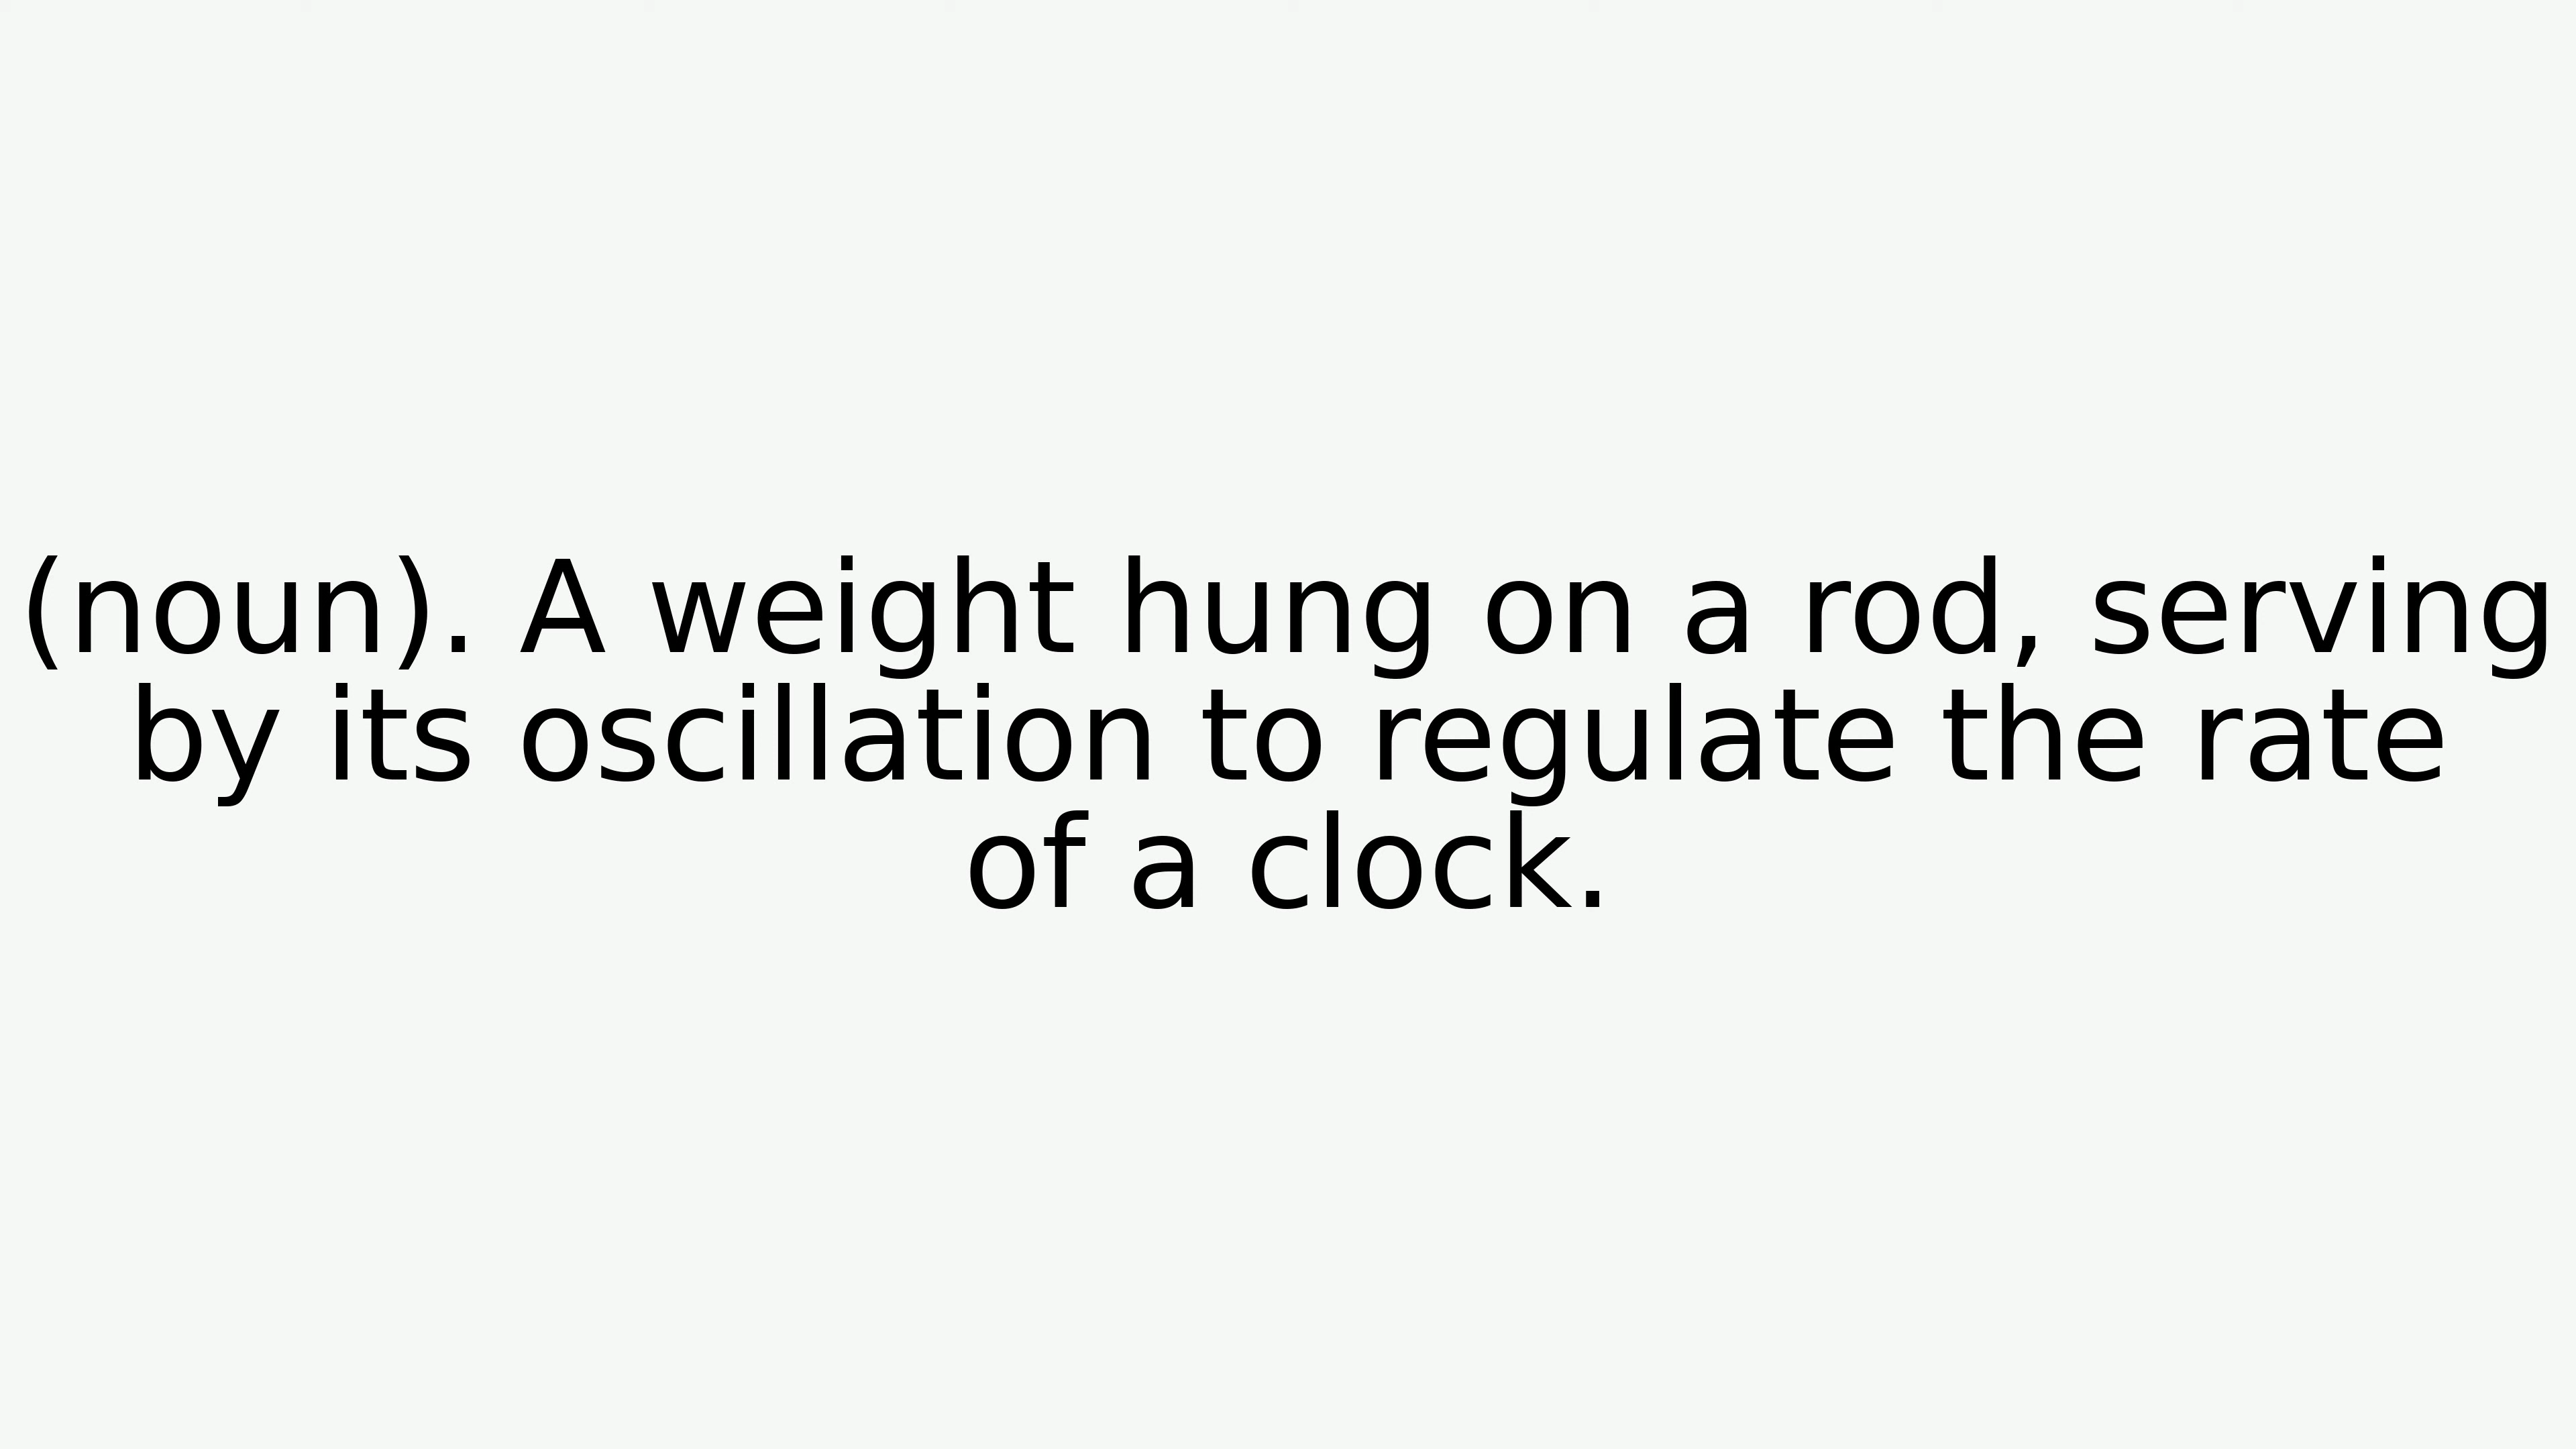 (noun). A weight hung on a rod, serving
by its oscillation to regulate the rate
of a clock.